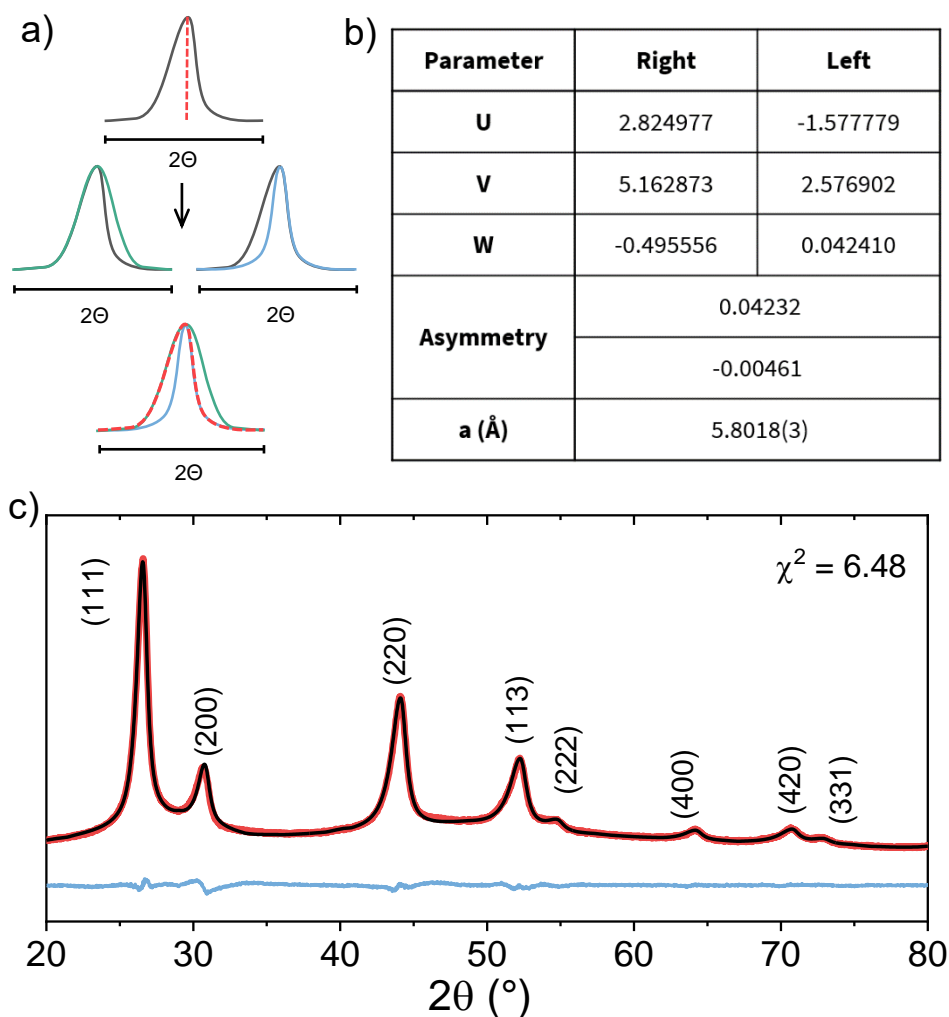 a)
2Θ
2Θ
2Θ
2Θ
b)
Parameter Right Left
U 2.824977 -1.577779
V 5.162873 2.576902
W -0.495556 0.042410
Asymmetry 0.04232
-0.00461
a (Å) 5.8018(3)
c)
χ² = 6.48
(111)
(200)
(220)
(113)
(222)
(400)
(420)
(331)
20 30 40 50 60 70 80
2θ (°)